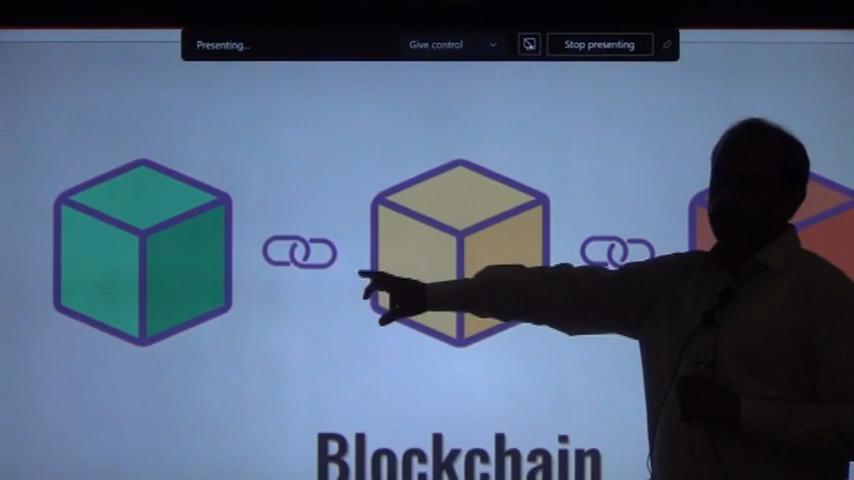 Presenting...
Give control
Stop presenting
Blockchain